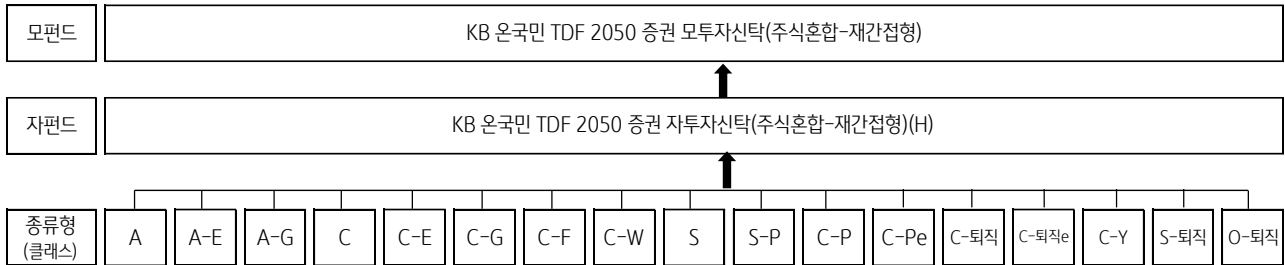 모펀드
KB 온국민 TDF 2050 증권 모투자신탁(주식혼합-재간접형)
자펀드
KB 온국민 TDF 2050 증권 자투자신탁(주식혼합-재간접형)(H)
종류형
(클래스)
A
A-E
A-G
C
C-E
C-G
C-F
C-W
S
S-P
C-P
C-Pe
C-퇴직
C-퇴직e
C-Y
S-퇴직
O-퇴직